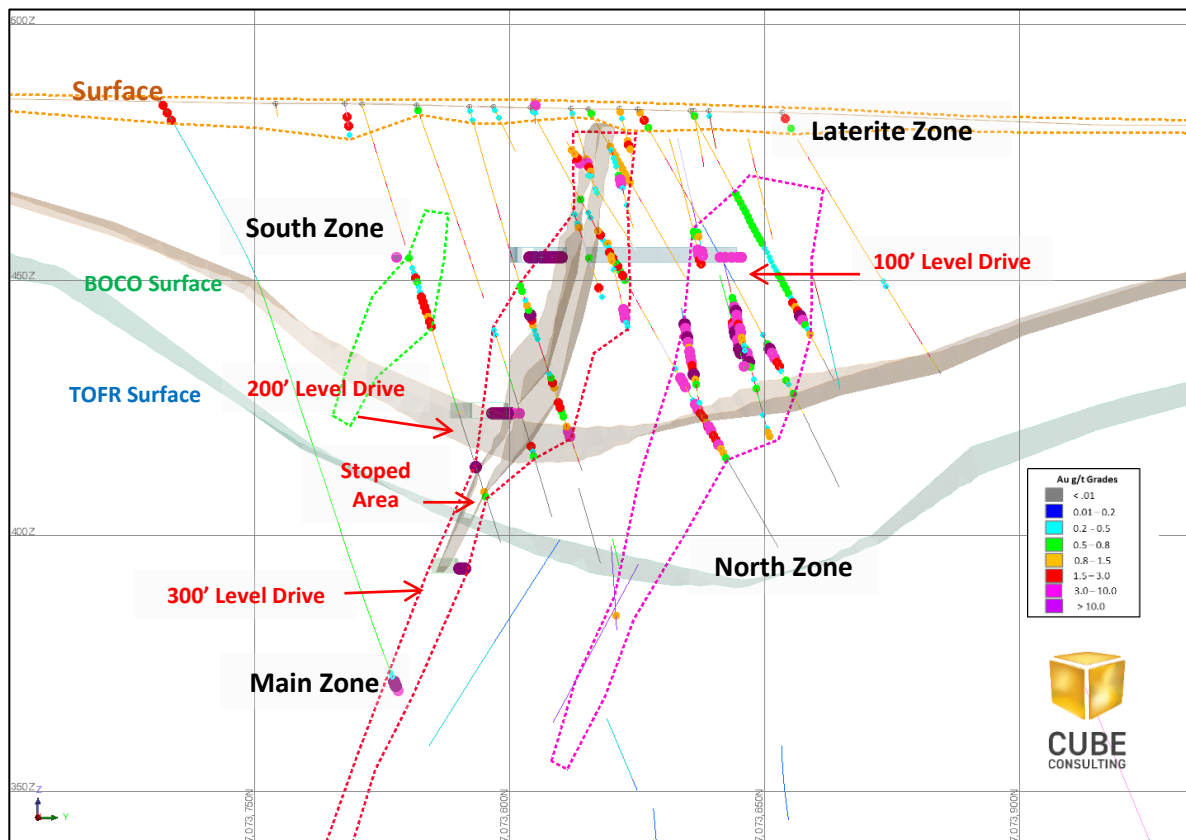 600Z
Surface
Laterite Zone
South Zone
100' Level Drive
BOCO Surface
450Z
200' Level Drive
TOFR Surface
Stoped
Area
Au g/t Grades
< .01
0.01 – 0.2
0.2 - 0.5
0.5 – 0.8
0.8 – 1.5
1.5 – 3.0
3.0 – 10.0
> 10.0
400Z
North Zone
300' Level Drive
Main Zone
CUBE
CONSULTING
350Z
Z
Y
7,073,750N
7,073,800N
7,073,850N
7,073,900N